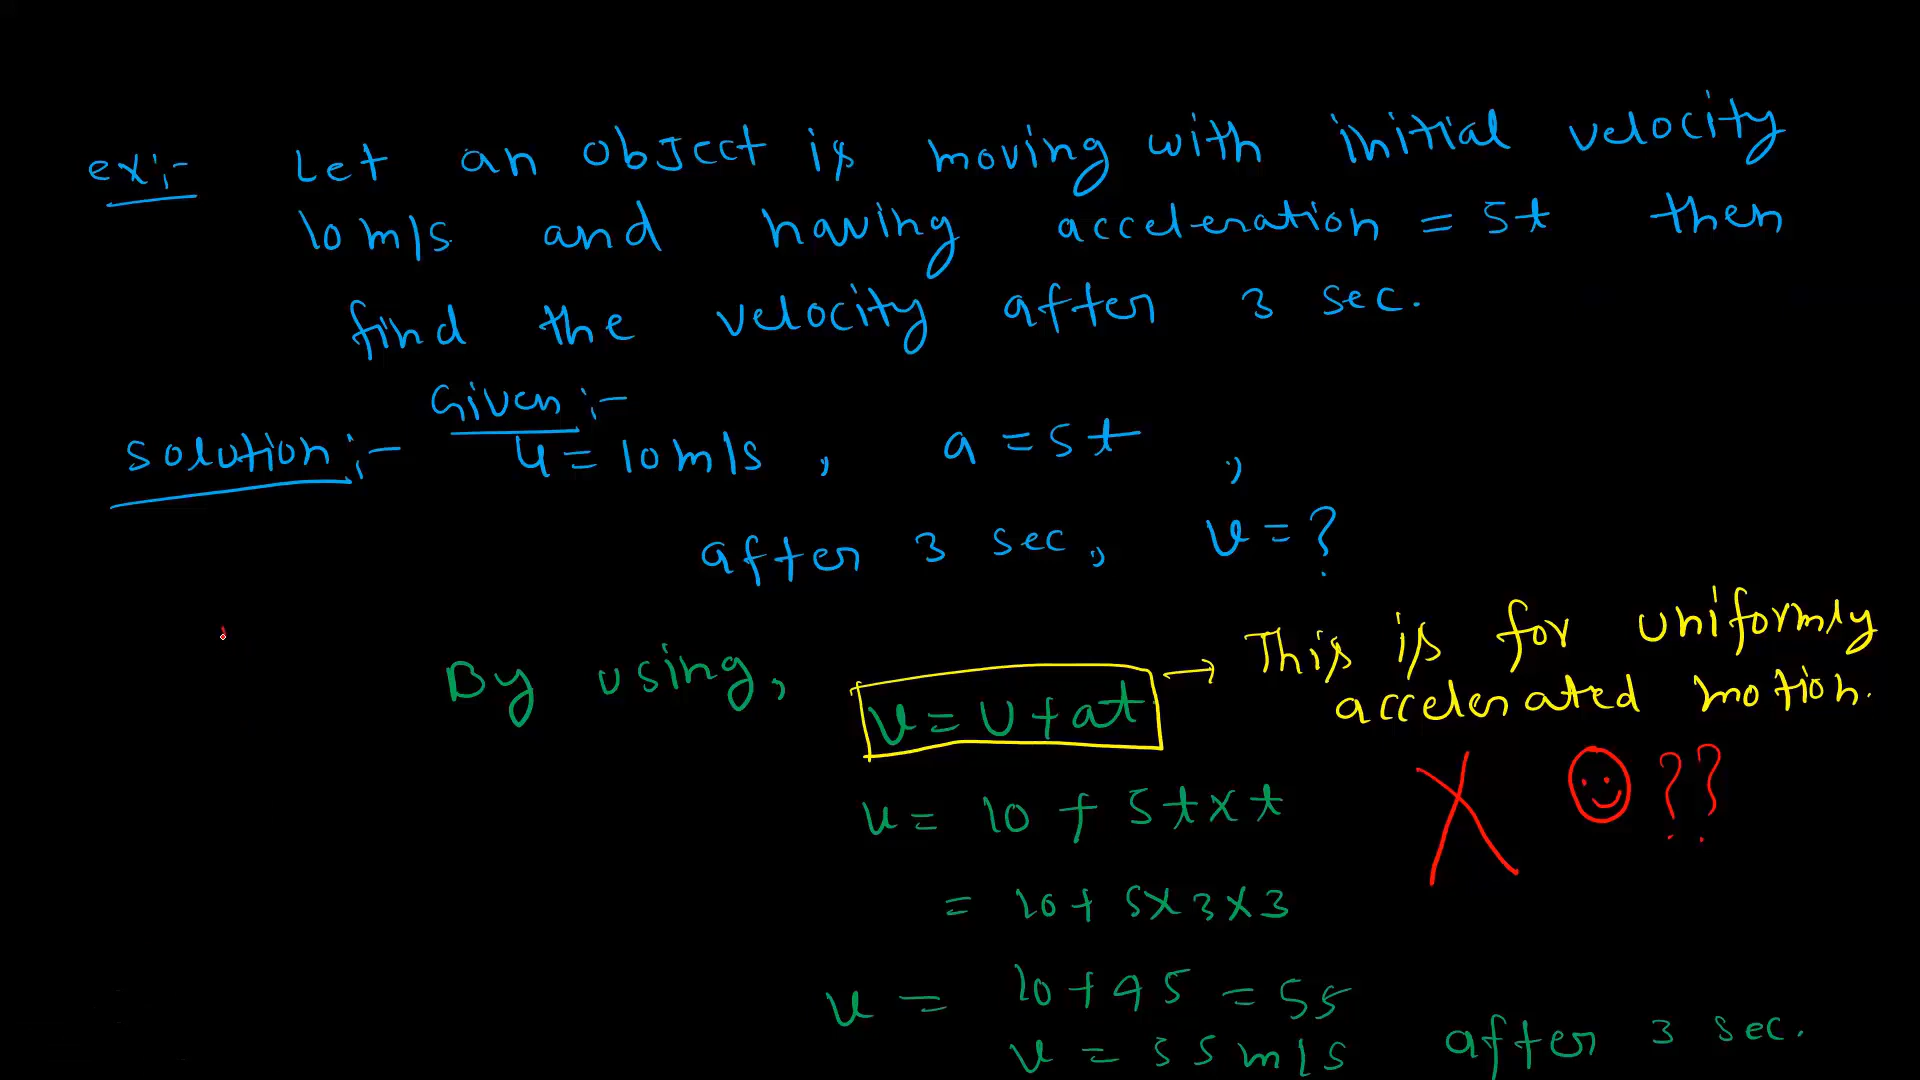 ex:- Let an object is moving with initial velocity
10 m/s and having acceleration = 5t then
find the velocity after 3 sec.
Given:-
Solution:- u = 10 m/s , a = 5t ,
after 3 sec, v = ?
By using, v = u + at → This is for uniformly
accelerated motion.
v = 10 + 5t × t X ??
= 10 + 5×3×3
v = 10 + 45 = 55
v = 55 m/s after 3 sec.